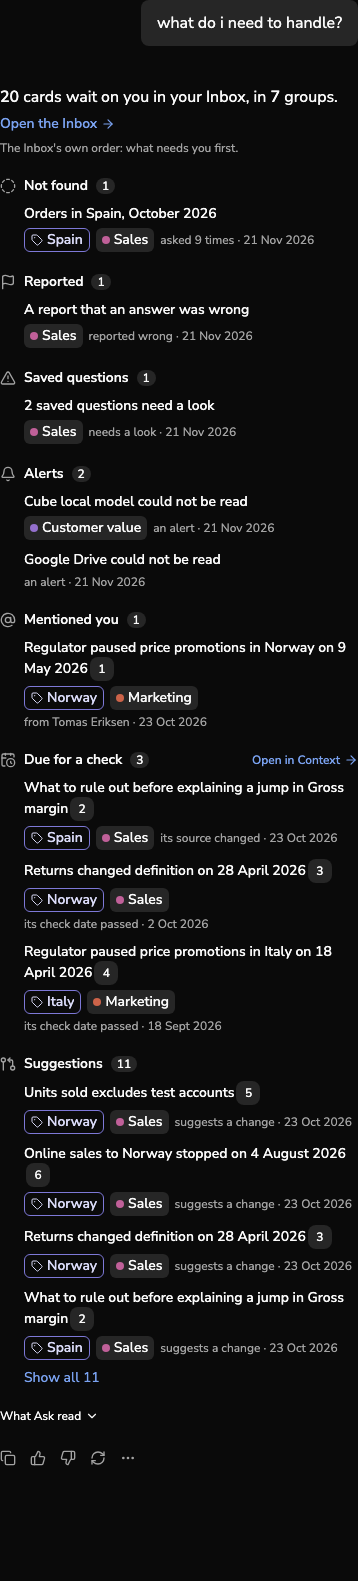 what do i need to handle?
20 cards wait on you in your Inbox, in 7 groups.
Open the Inbox →
The Inbox's own order: what needs you first.
Not found 1
Orders in Spain, October 2026
Spain Sales asked 9 times · 21 Nov 2026
Reported 1
A report that an answer was wrong
Sales reported wrong · 21 Nov 2026
Saved questions 1
2 saved questions need a look
Sales needs a look · 21 Nov 2026
Alerts 2
Cube local model could not be read
Customer value an alert · 21 Nov 2026
Google Drive could not be read
an alert · 21 Nov 2026
Mentioned you 1
Regulator paused price promotions in Norway on 9
May 2026 1
Norway Marketing
from Tomas Eriksen · 23 Oct 2026
Due for a check 3 Open in Context →
What to rule out before explaining a jump in Gross
margin 2
Spain Sales its source changed · 23 Oct 2026
Returns changed definition on 28 April 2026 3
Norway Sales
its check date passed · 2 Oct 2026
Regulator paused price promotions in Italy on 18
April 2026 4
Italy Marketing
its check date passed · 18 Sept 2026
Suggestions 11
Units sold excludes test accounts 5
Norway Sales suggests a change · 23 Oct 2026
Online sales to Norway stopped on 4 August 2026
6
Norway Sales suggests a change · 23 Oct 2026
Returns changed definition on 28 April 2026 3
Norway Sales suggests a change · 23 Oct 2026
What to rule out before explaining a jump in Gross
margin 2
Spain Sales suggests a change · 23 Oct 2026
Show all 11
What Ask read